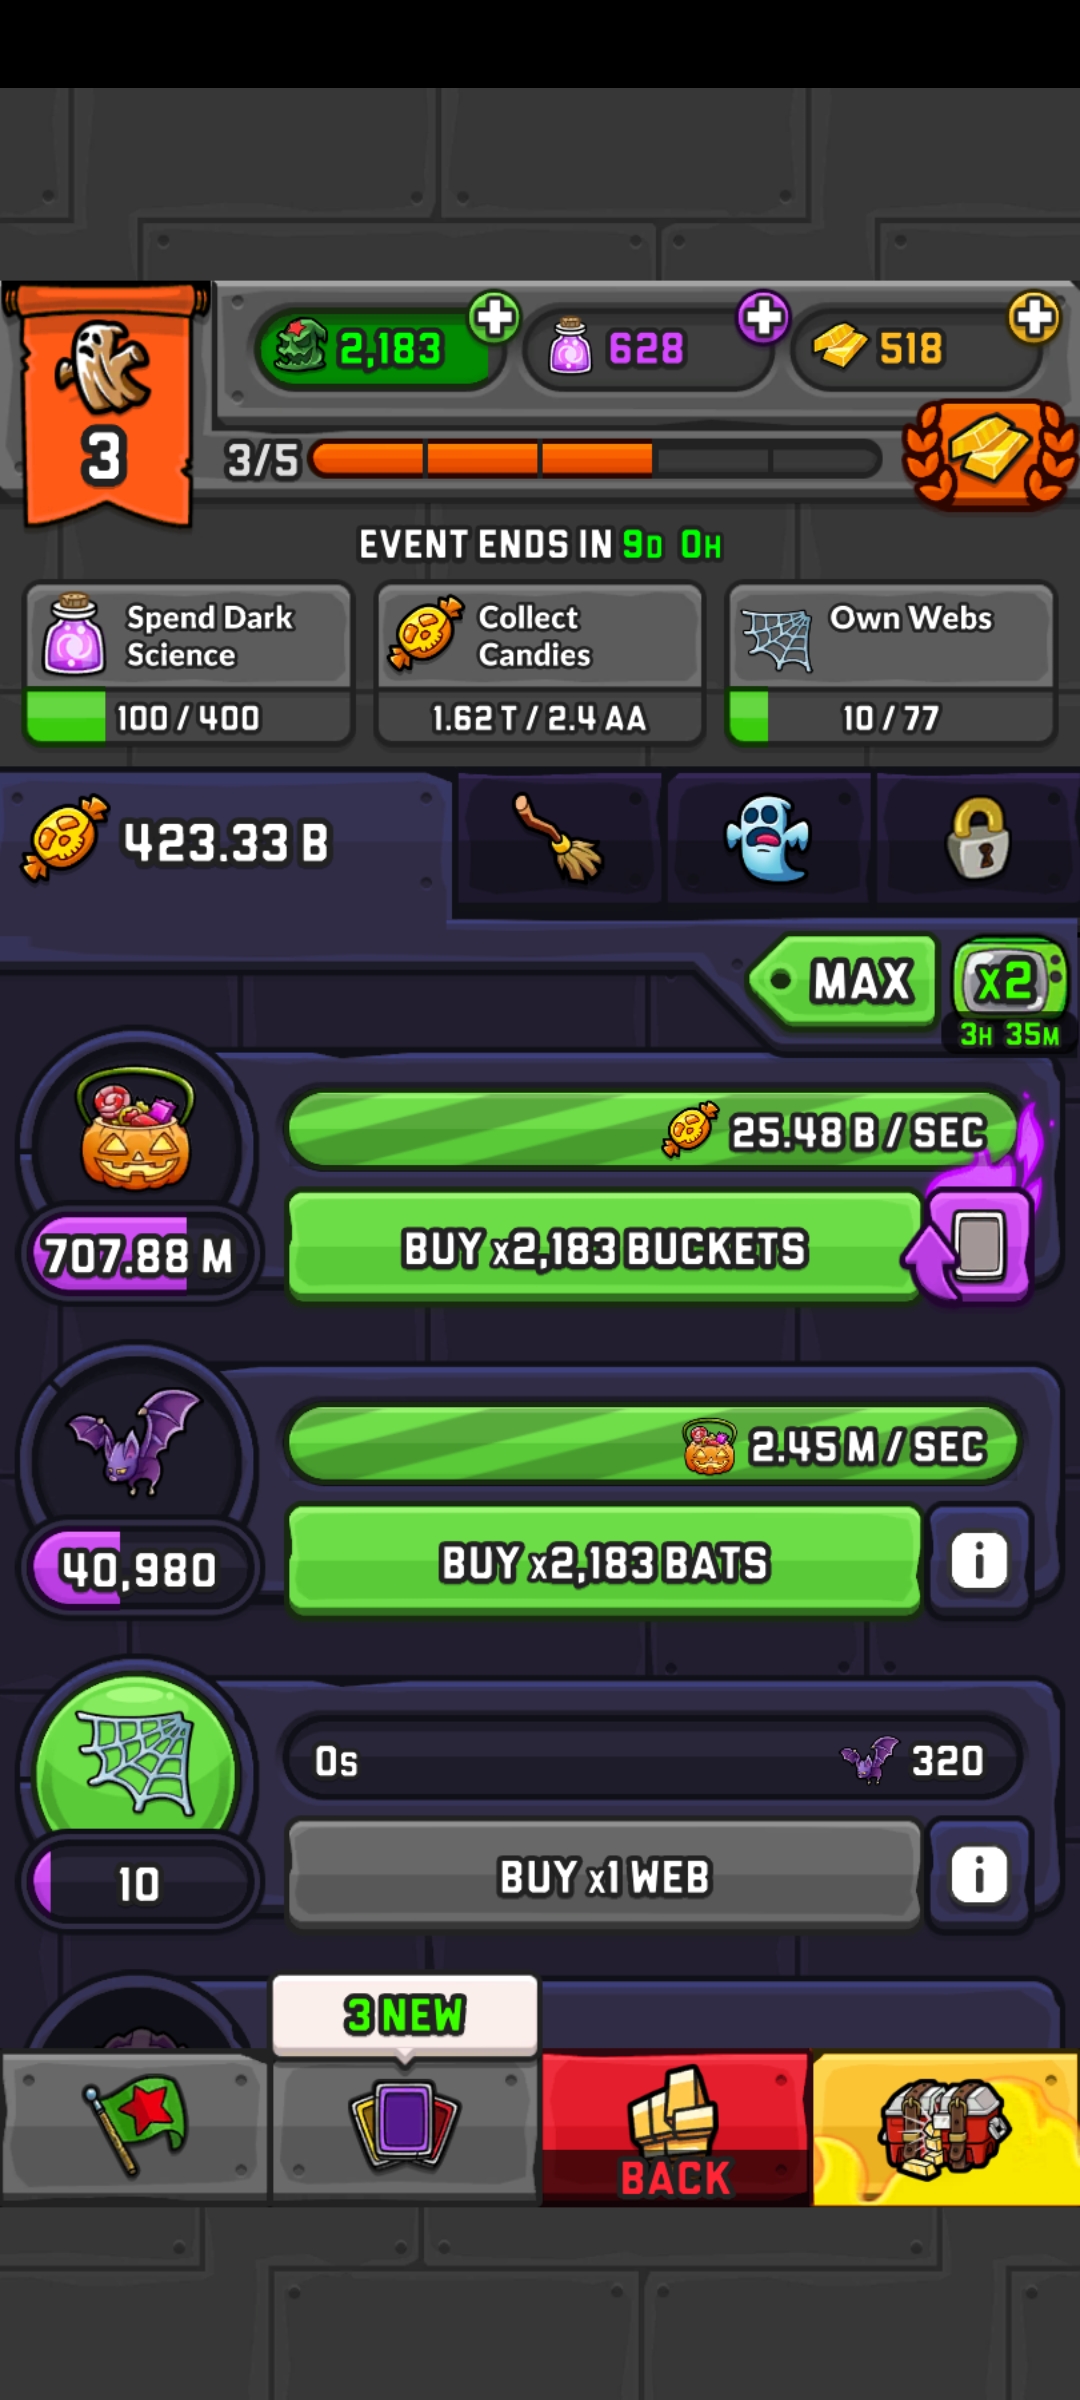 2,183
628
518
3
3/5
EVENT ENDS IN 9D 0H
Spend Dark
Science
100 / 400
Collect
Candies
1.62 T / 2.4 AA
Own Webs
10 / 77
423.33 B
MAX
x2
3H 35M
25.48 B / SEC
707.88 M
BUY x2,183 BUCKETS
2.45 M / SEC
40,980
BUY x2,183 BATS
i
0s
320
10
BUY x1 WEB
i
3 NEW
BACK